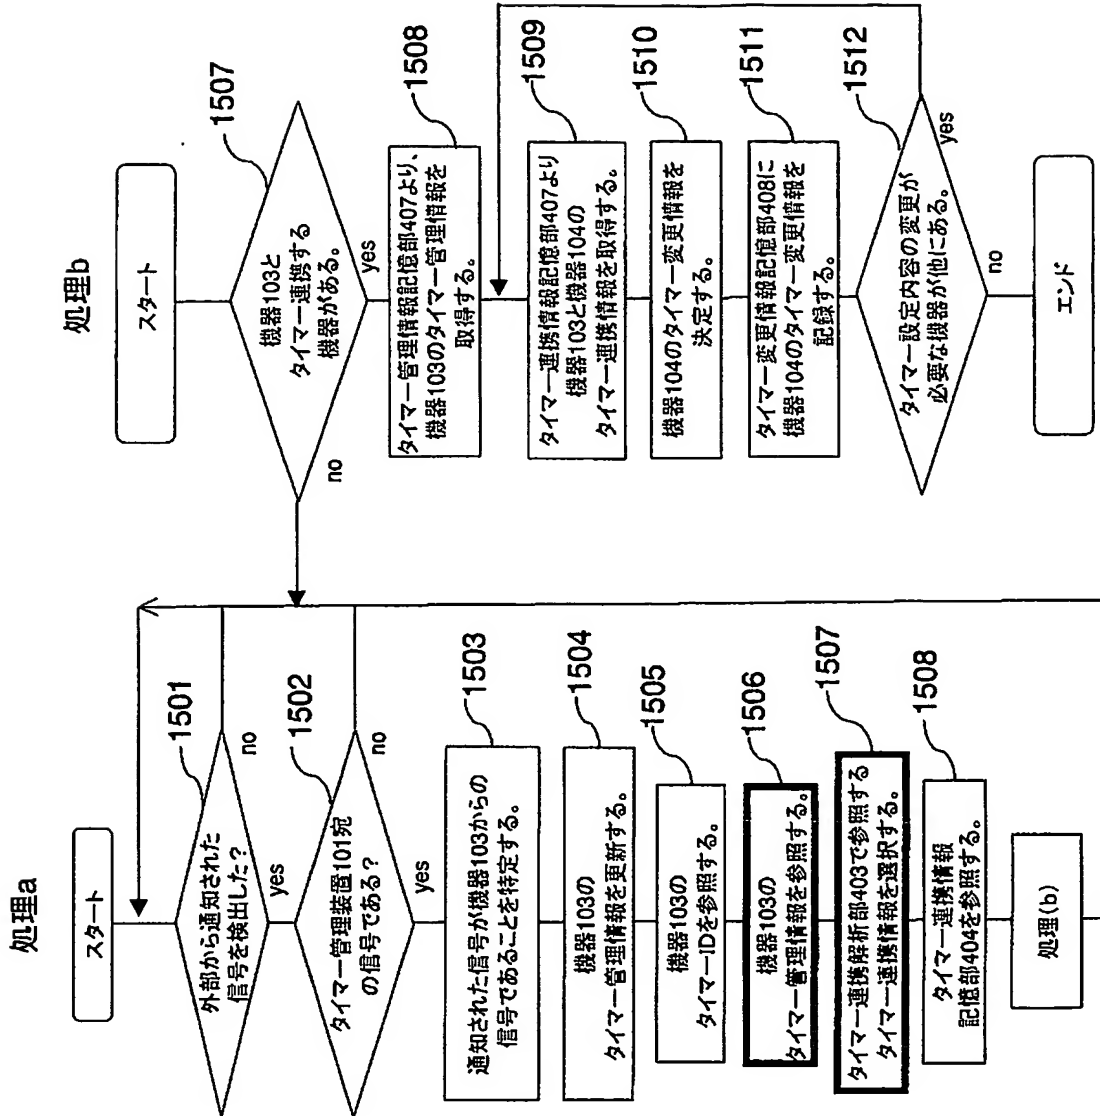 処理a
スタート
外部から通知された
信号を検出した？
1501
no
yes
タイマー管理装置101宛
の信号である？
1502
no
yes
通知された信号が機器103からの
信号であることを特定する。
1503
機器103の
タイマー管理情報を更新する。
1504
機器103の
タイマーIDを参照する。
1505
機器103の
タイマー管理情報を参照する。
1506
タイマー連携解析部403で参照する
タイマー連携情報を選択する。
1507
タイマー連携情報
記憶部404を参照する。
1508
処理(b)
処理b
スタート
機器103と
タイマー連携する
機器がある。
1507
no
yes
タイマー管理情報記憶部407より、
機器103のタイマー管理情報を
取得する。
1508
タイマー連携情報記憶部407より
機器103と機器104の
タイマー連携情報を取得する。
1509
機器104のタイマー変更情報を
決定する。
1510
タイマー変更情報記憶部408に
機器104のタイマー変更情報を
記録する。
1511
タイマー設定内容の変更が
必要な機器が他にある。
1512
yes
no
エンド